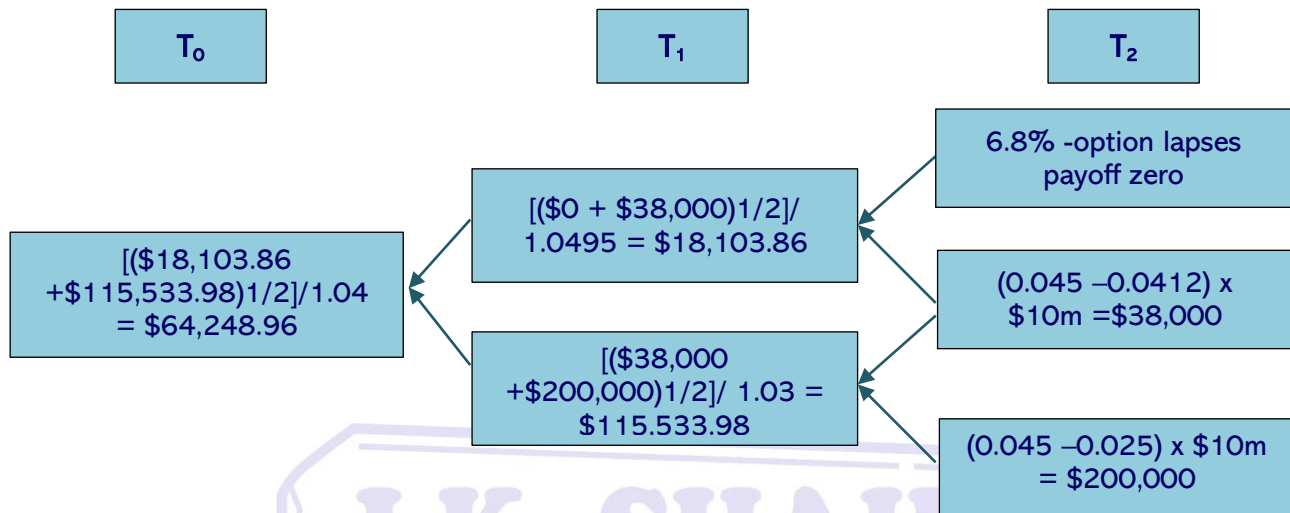 T₀
T₁
T₂
6.8% -option lapses
payoff zero
[($0 + $38,000)1/2]/
1.0495 = $18,103.86
[($18,103.86
+$115,533.98)1/2]/1.04
= $64,248.96
(0.045 –0.0412) x
$10m =$38,000
[($38,000
+$200,000)1/2]/ 1.03 =
$115.533.98
(0.045 –0.025) x $10m
= $200,000